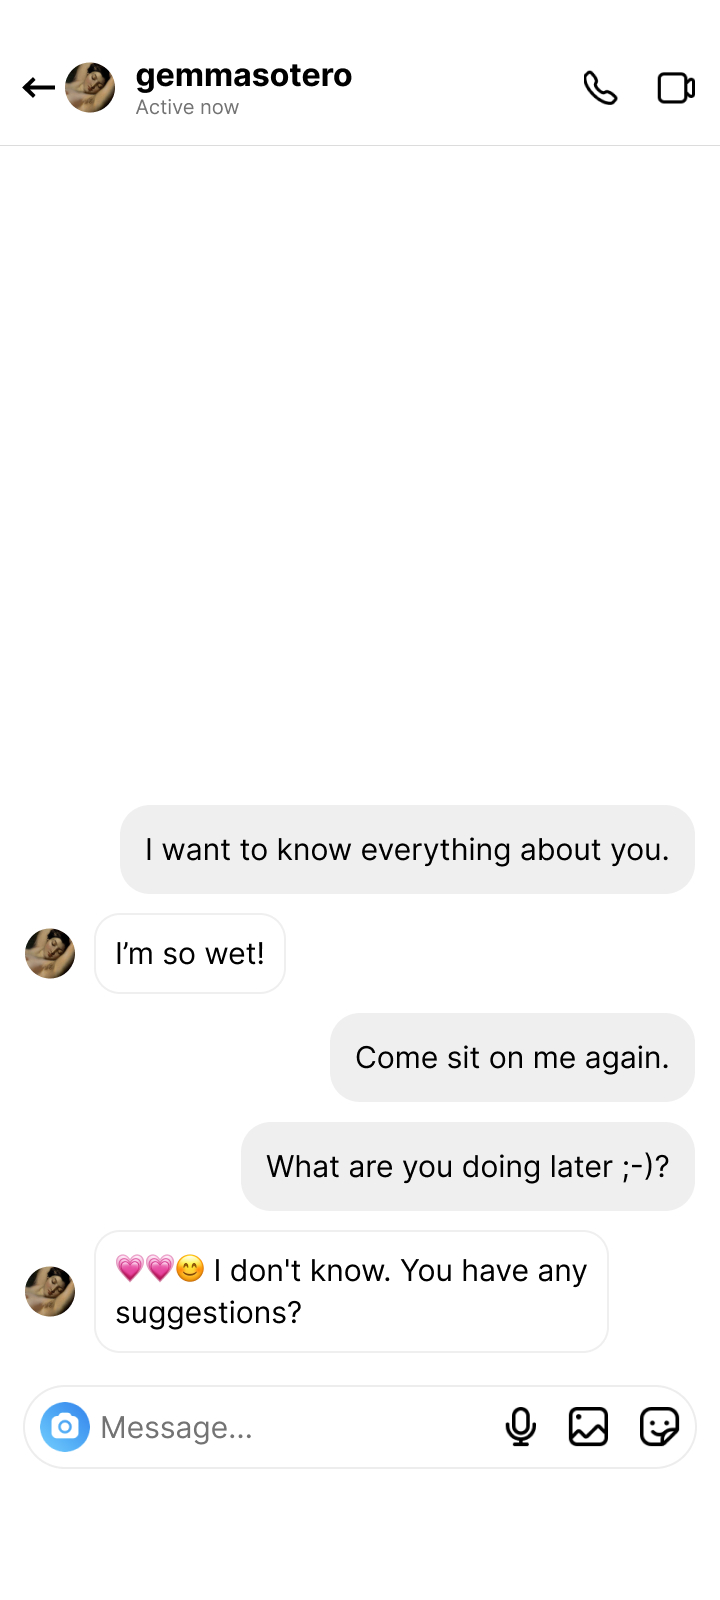 gemmasotero
Active now
I want to know everything about you.
I’m so wet!
Come sit on me again.
What are you doing later ;-)?
💗💗😊 I don't know. You have any
suggestions?
Message...